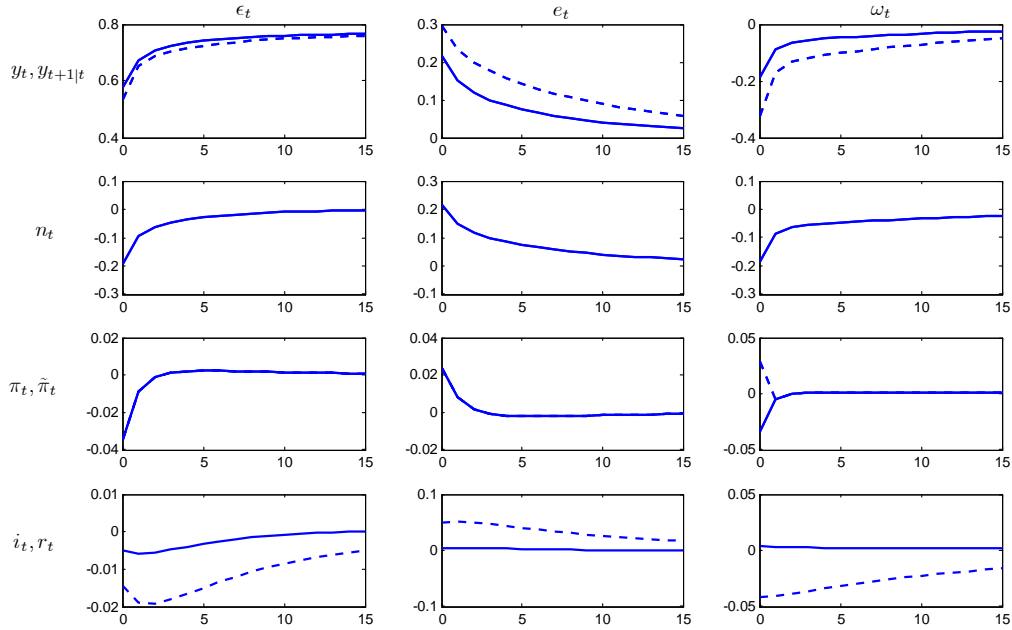 ϵ_t e_t ω_t
y_t, y_{t+1|t}
0.8 0.6 0.4
0 5 10 15
0.3 0.2 0.1 0
0 5 10 15
0 -0.2 -0.4
0 5 10 15
n_t
0.1 0 -0.1 -0.2 -0.3
0 5 10 15
0.3 0.2 0.1 0 -0.1
0 5 10 15
0.1 0 -0.1 -0.2 -0.3
0 5 10 15
π_t, π̃_t
0.02 0 -0.02 -0.04
0 5 10 15
0.04 0.02 0 -0.02
0 5 10 15
0.05 0 -0.05
0 5 10 15
i_t, r_t
0.01 0 -0.01 -0.02
0 5 10 15
0.1 0 -0.1
0 5 10 15
0.05 0 -0.05
0 5 10 15